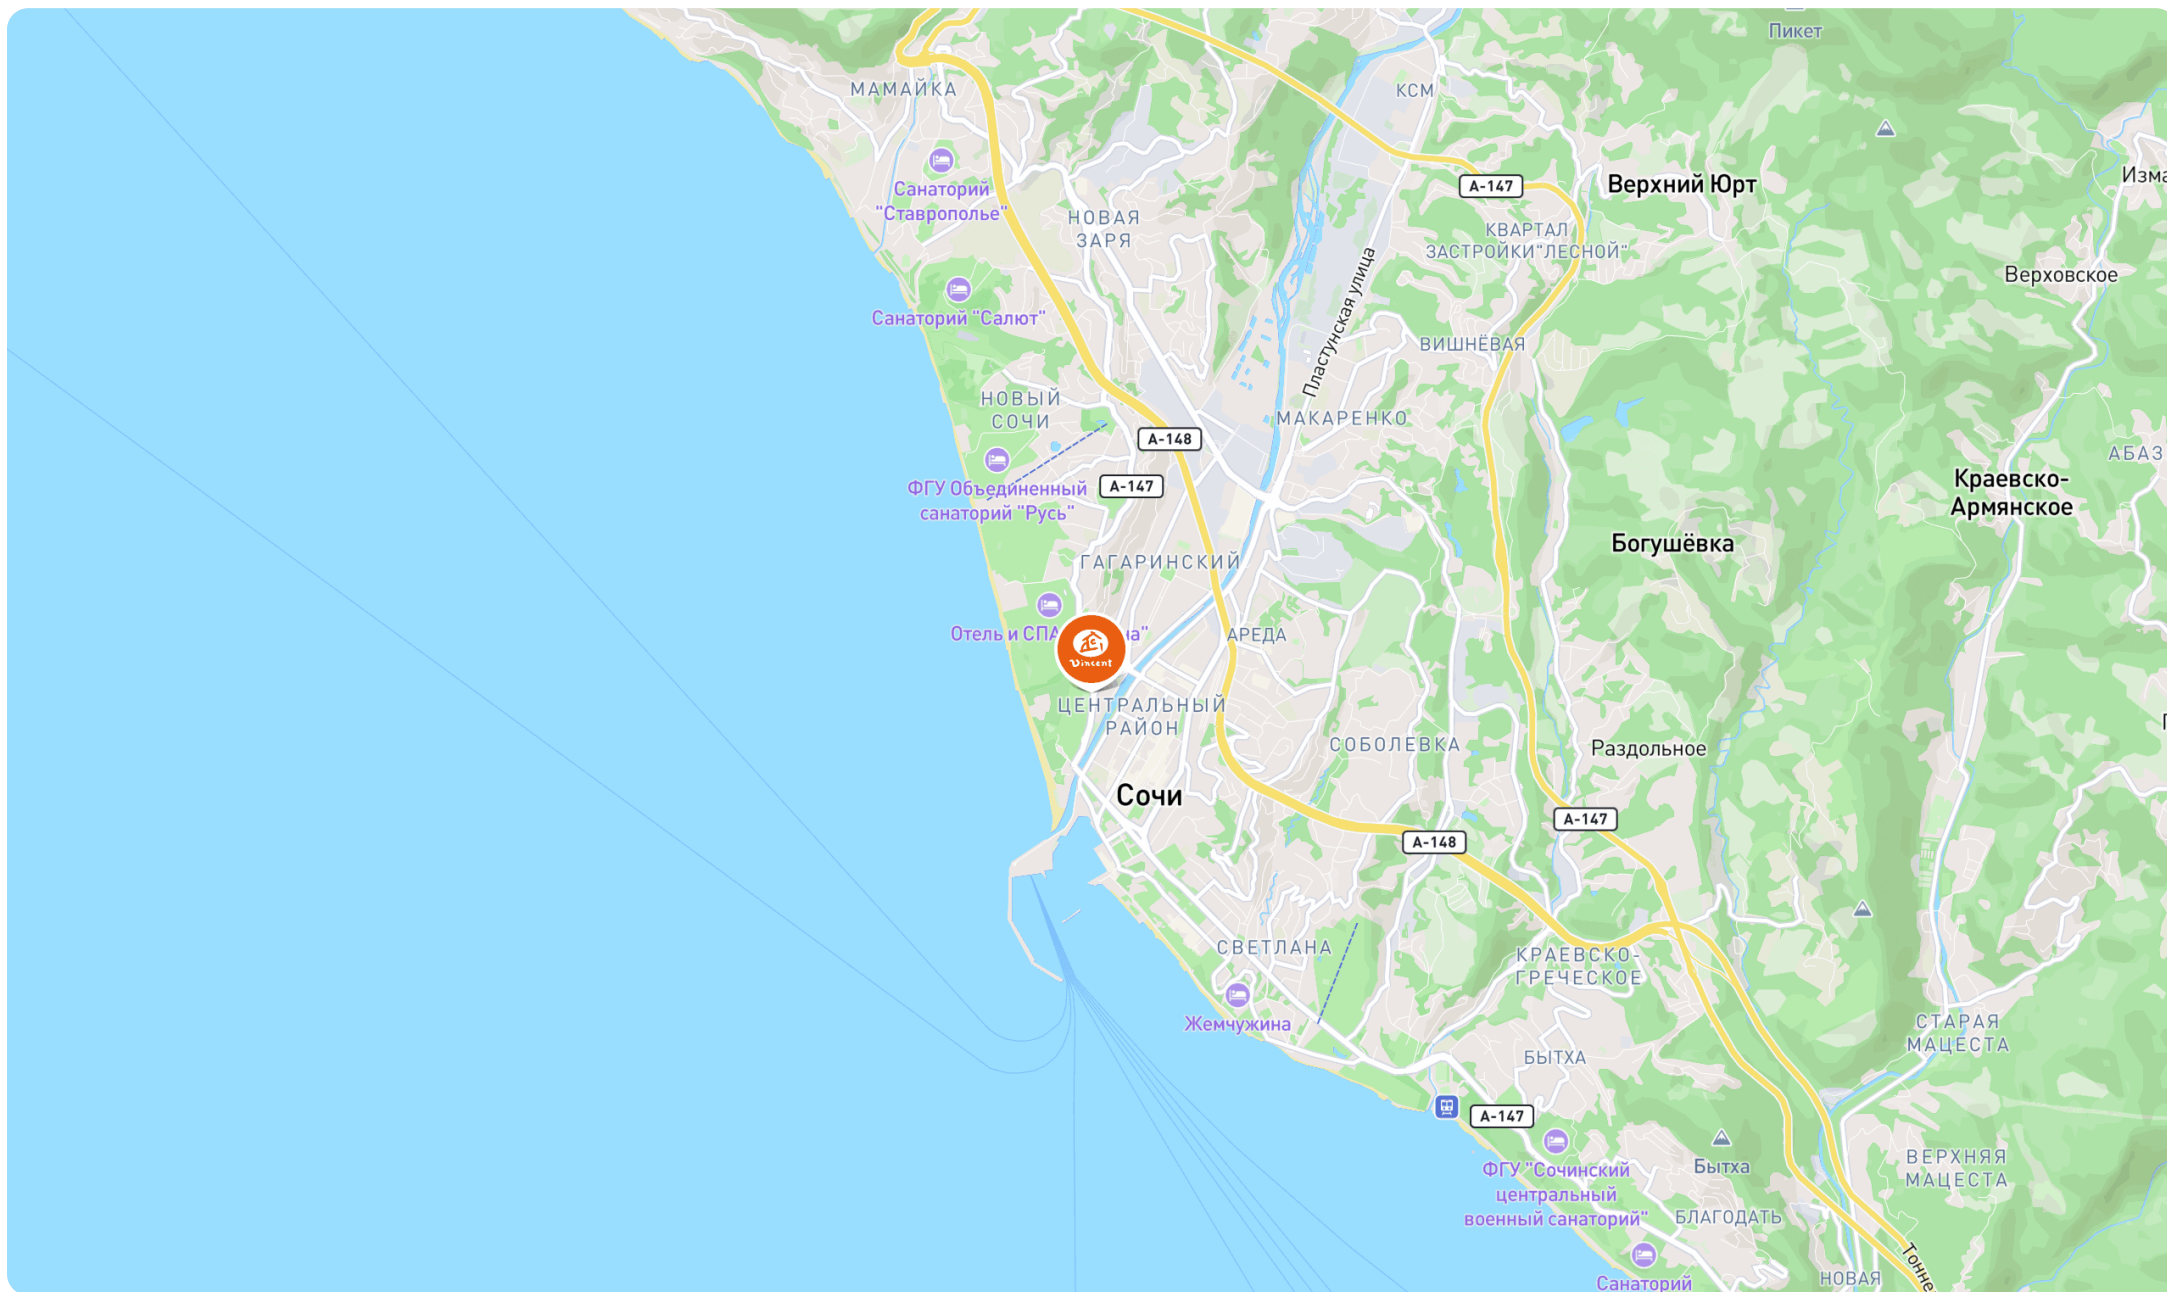 Пикет
МАМАЙКА
КСМ
Санаторий
"Ставрополье"
А-147
Верхний Юрт
НОВАЯ
ЗАРЯ
КВАРТАЛ
ЗАСТРОЙКИ"ЛЕСНОЙ"
Верховское
Пластунская улица
Санаторий "Салют"
ВИШНЁВАЯ
НОВЫЙ
СОЧИ
МАКАРЕНКО
А-148
А-147
ФГУ Объединенный
санаторий "Русь"
Краевско-
Армянское
Богушёвка
ГАГАРИНСКИЙ
Отель и СПА
Vincent
АРЕДА
ЦЕНТРАЛЬНЫЙ
РАЙОН
СОБОЛЕВКА
Раздольное
Сочи
А-147
А-148
СВЕТЛАНА
КРАЕВСКО-
ГРЕЧЕСКОЕ
Жемчужина
СТАРАЯ
МАЦЕСТА
БЫТХА
А-147
ФГУ "Сочинский
центральный
военный санаторий"
Бытха
ВЕРХНЯЯ
МАЦЕСТА
БЛАГОДАТЬ
Санаторий
НОВАЯ